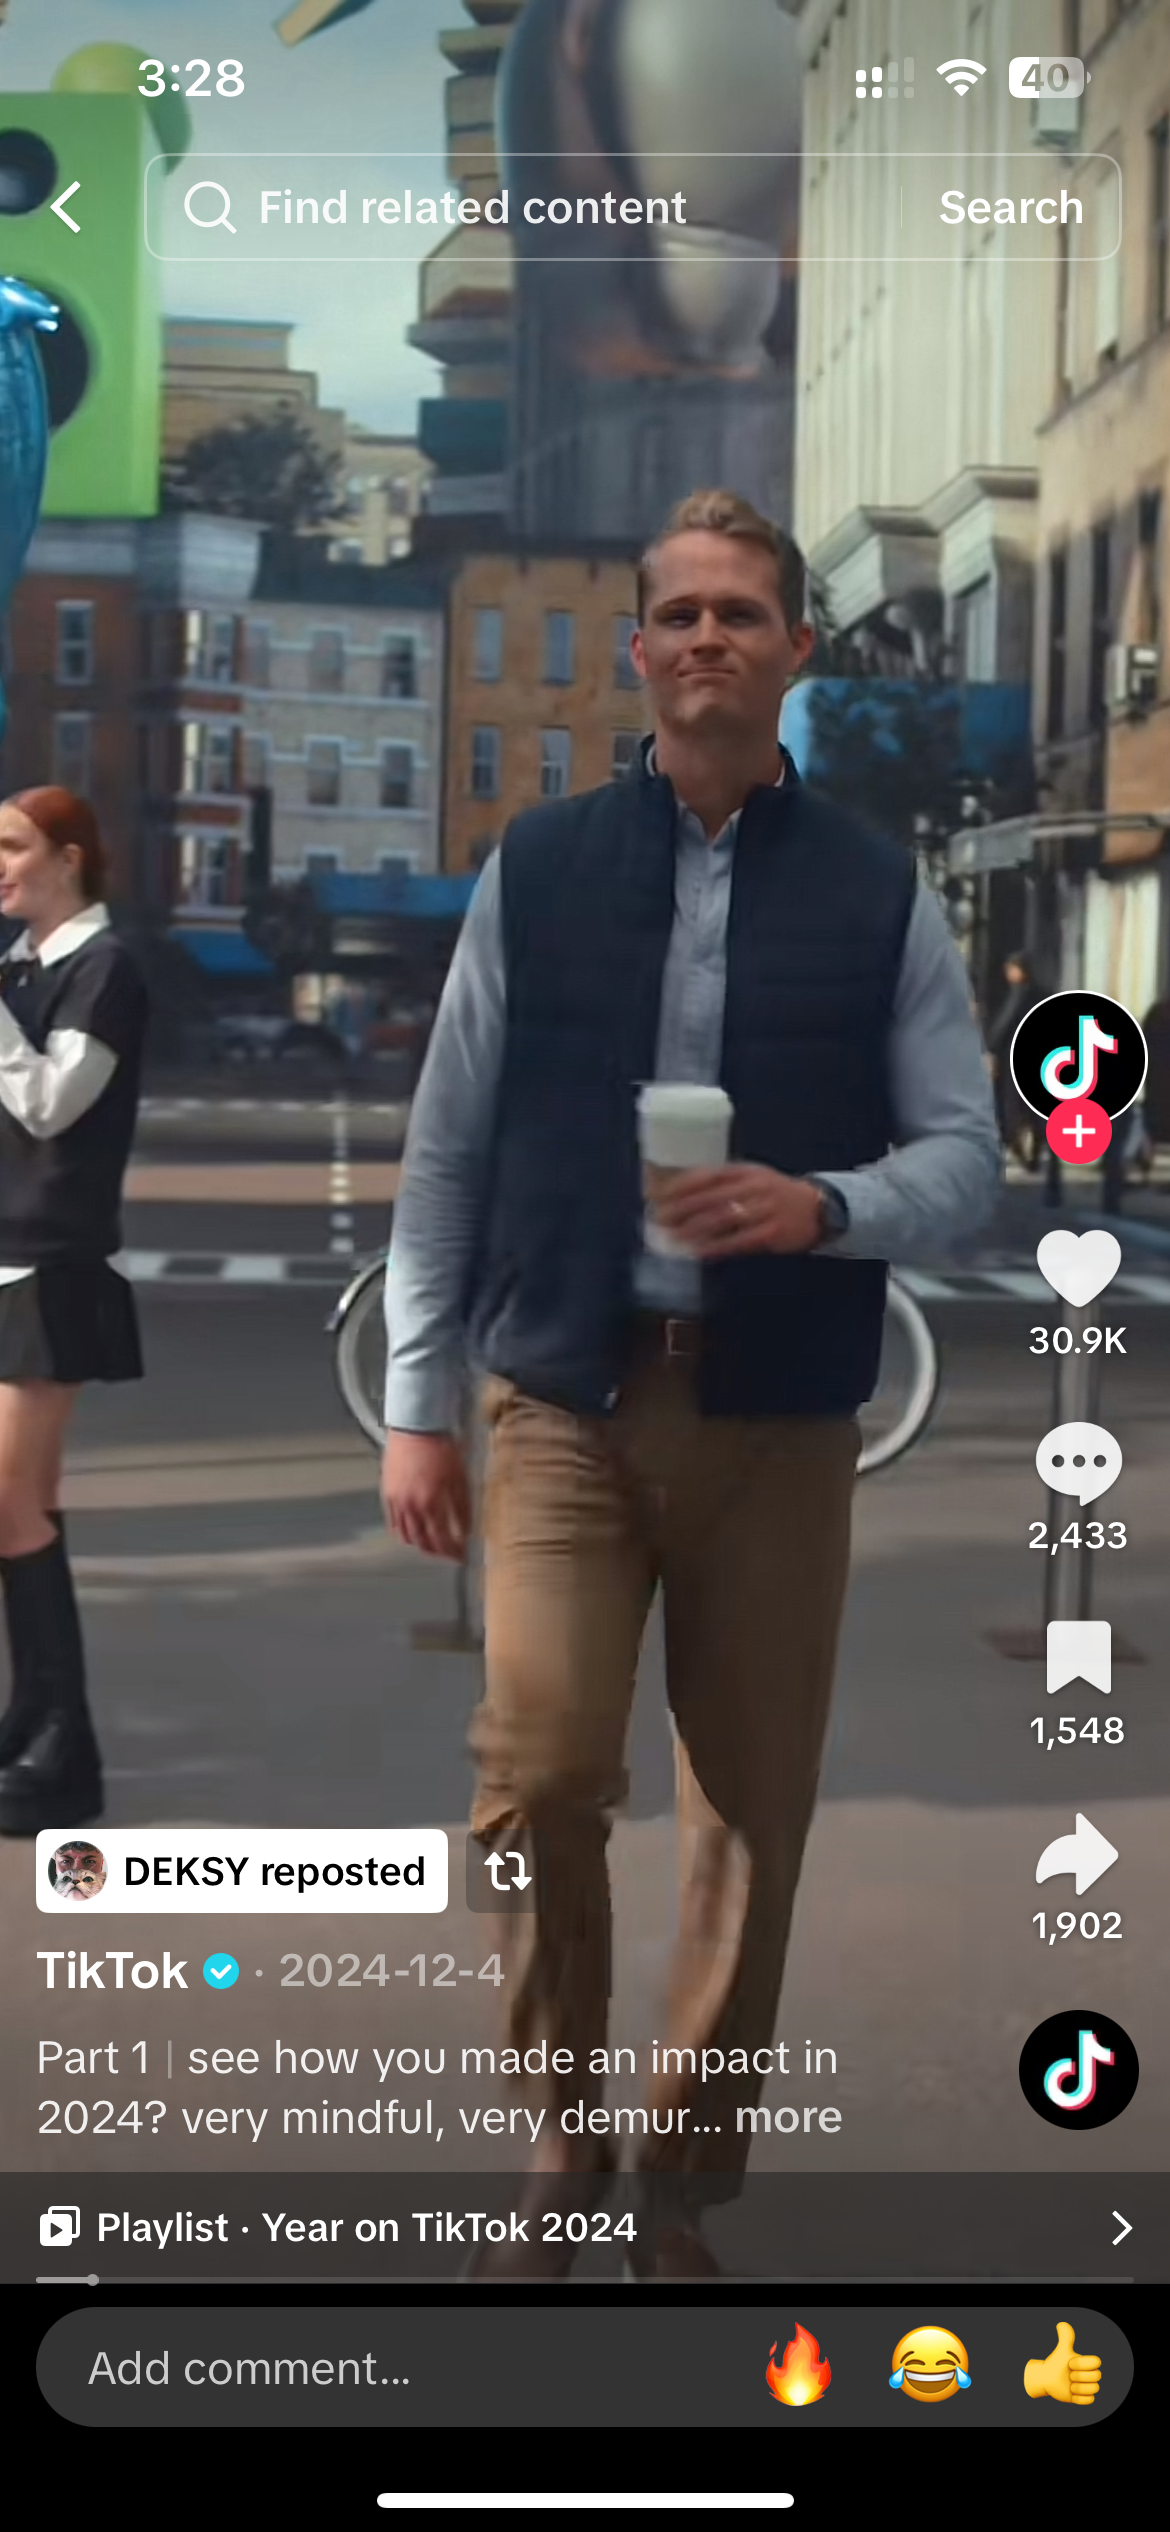 3:28
40
Find related content
Search
30.9K
2,433
1,548
1,902
DEKSY reposted
TikTok · 2024-12-4
Part 1 | see how you made an impact in
2024? very mindful, very demur... more
Playlist · Year on TikTok 2024
Add comment...